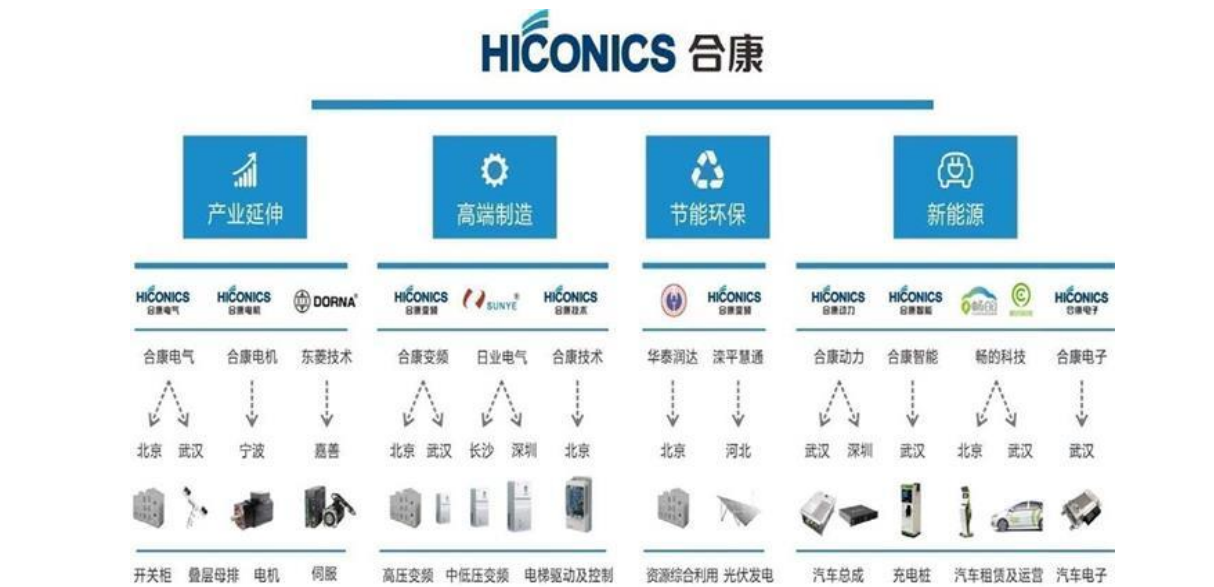 HICONICS 合康
产业延伸 高端制造 节能环保 新能源
HICONICS HICONICS DORNA® HICONICS SUNYE® HICONICS HICONICS HICONICS HICONICS 畅的 HICONICS
合康电气 合康电机 合康变频 合康技术 合康变频 合康动力 合康智能 合康电子
合康电气 合康电机 东菱技术 合康变频 日业电气 合康技术 华泰润达 滦平慧通 合康动力 合康智能 畅的科技 合康电子
北京 武汉 宁波 嘉善 北京 武汉 长沙 深圳 北京 北京 河北 武汉 深圳 武汉 北京 武汉 武汉
开关柜 叠层母排 电机 伺服 高压变频 中低压变频 电梯驱动及控制 资源综合利用 光伏发电 汽车总成 充电桩 汽车租赁及运营 汽车电子